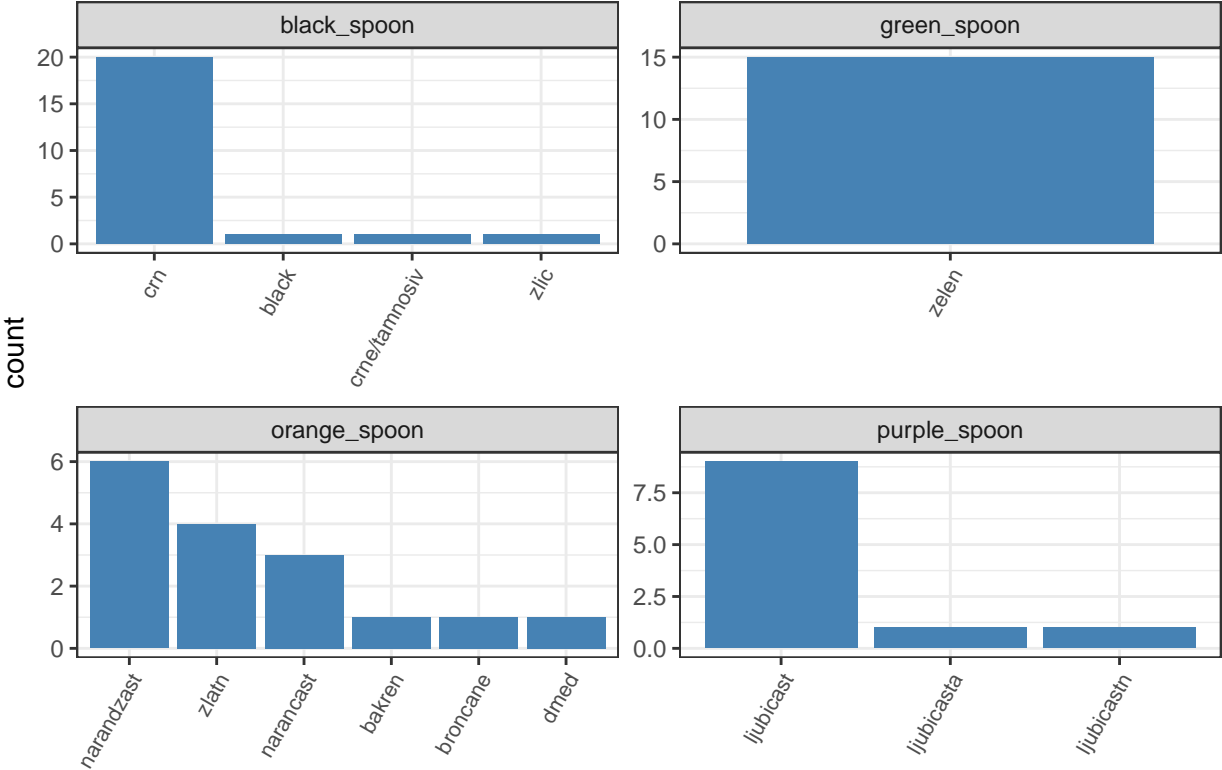 black_spoon
20
15
10
5
0
crn
black
crne/tamnosiv
zlic
green_spoon
15
10
5
0
zelen
count
orange_spoon
6
4
2
0
narandzast
zlatn
narancast
bakren
broncane
dmed
purple_spoon
7.5
5.0
2.5
0.0
ljubicast
ljubicasta
ljubicastn